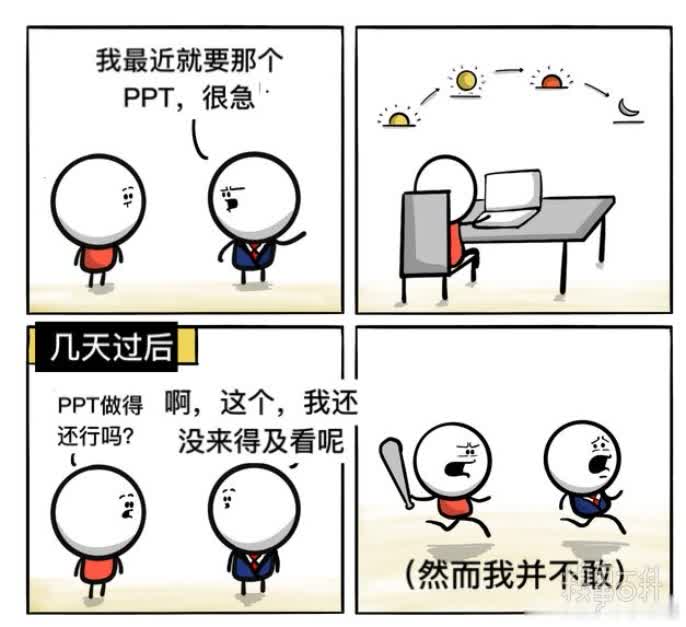 我最近就要那个
PPT，很急
几天过后
PPT做得
还行吗？
啊，这个，我还
没来得及看呢
（然而我并不敢）